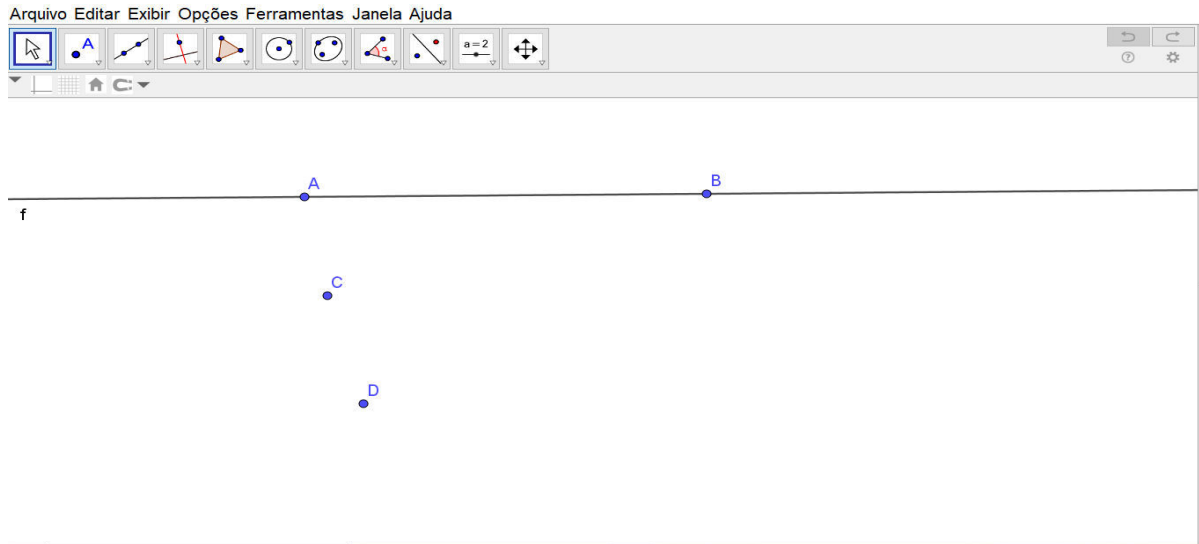 Arquivo Editar Exibir Opções Ferramentas Janela Ajuda
A α a=2
A B
f
C
D